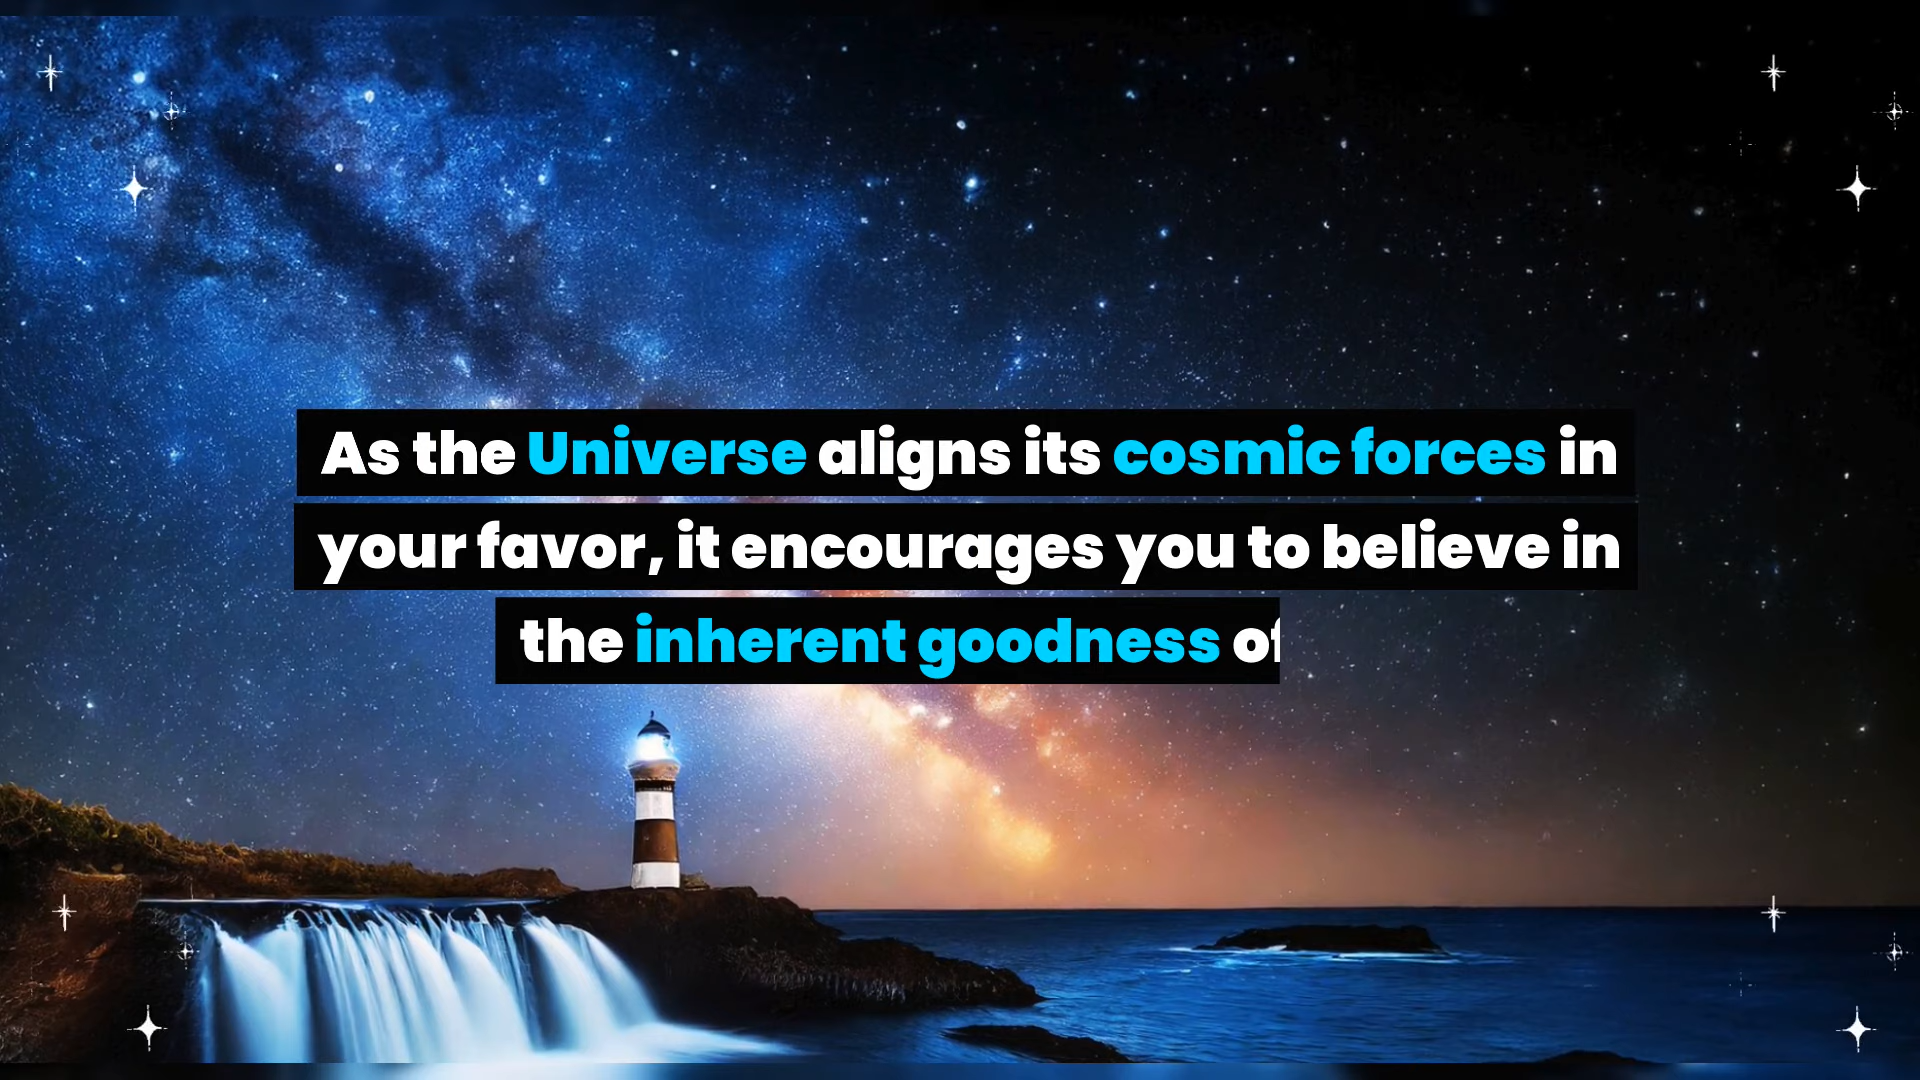 As the Universe aligns its cosmic forces in
your favor, it encourages you to believe in
the inherent goodness of